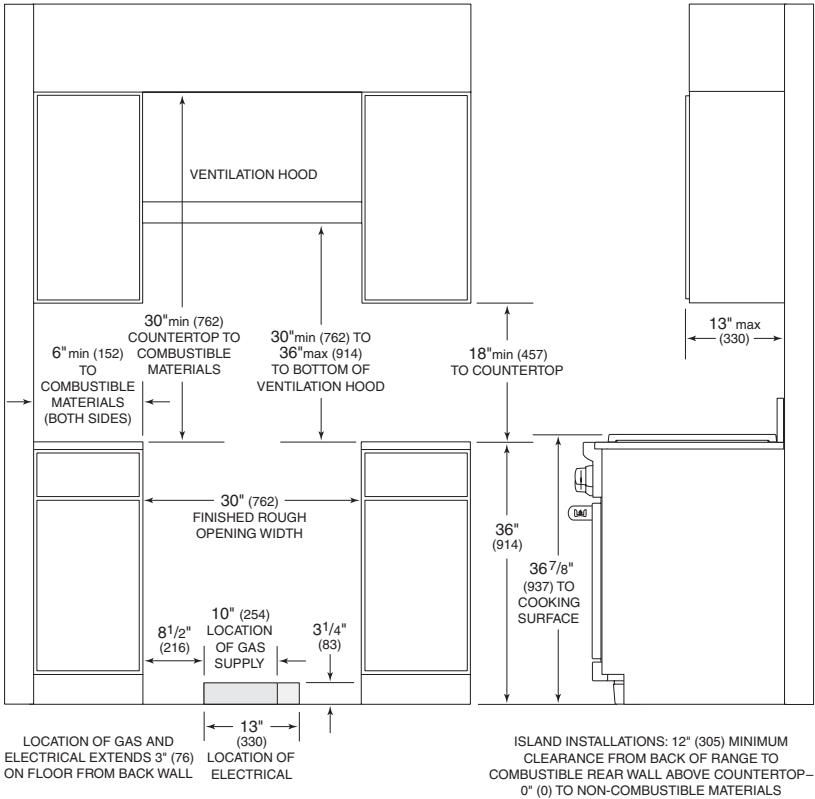 VENTILATION HOOD
30"min (762)
COUNTERTOP TO
COMBUSTIBLE
MATERIALS
30"min (762) TO
36"max (914)
TO BOTTOM OF
VENTILATION HOOD
6"min (152)
TO
COMBUSTIBLE
MATERIALS
(BOTH SIDES)
18"min (457)
TO COUNTERTOP
13" max
(330)
30" (762)
FINISHED ROUGH
OPENING WIDTH
36"
(914)
36 7/8"
(937) TO
COOKING
SURFACE
8 1/2"
(216)
10" (254)
LOCATION
OF GAS
SUPPLY
3 1/4"
(83)
13"
(330)
LOCATION OF
ELECTRICAL
LOCATION OF GAS AND
ELECTRICAL EXTENDS 3" (76)
ON FLOOR FROM BACK WALL
ISLAND INSTALLATIONS: 12" (305) MINIMUM
CLEARANCE FROM BACK OF RANGE TO
COMBUSTIBLE REAR WALL ABOVE COUNTERTOP–
0" (0) TO NON-COMBUSTIBLE MATERIALS